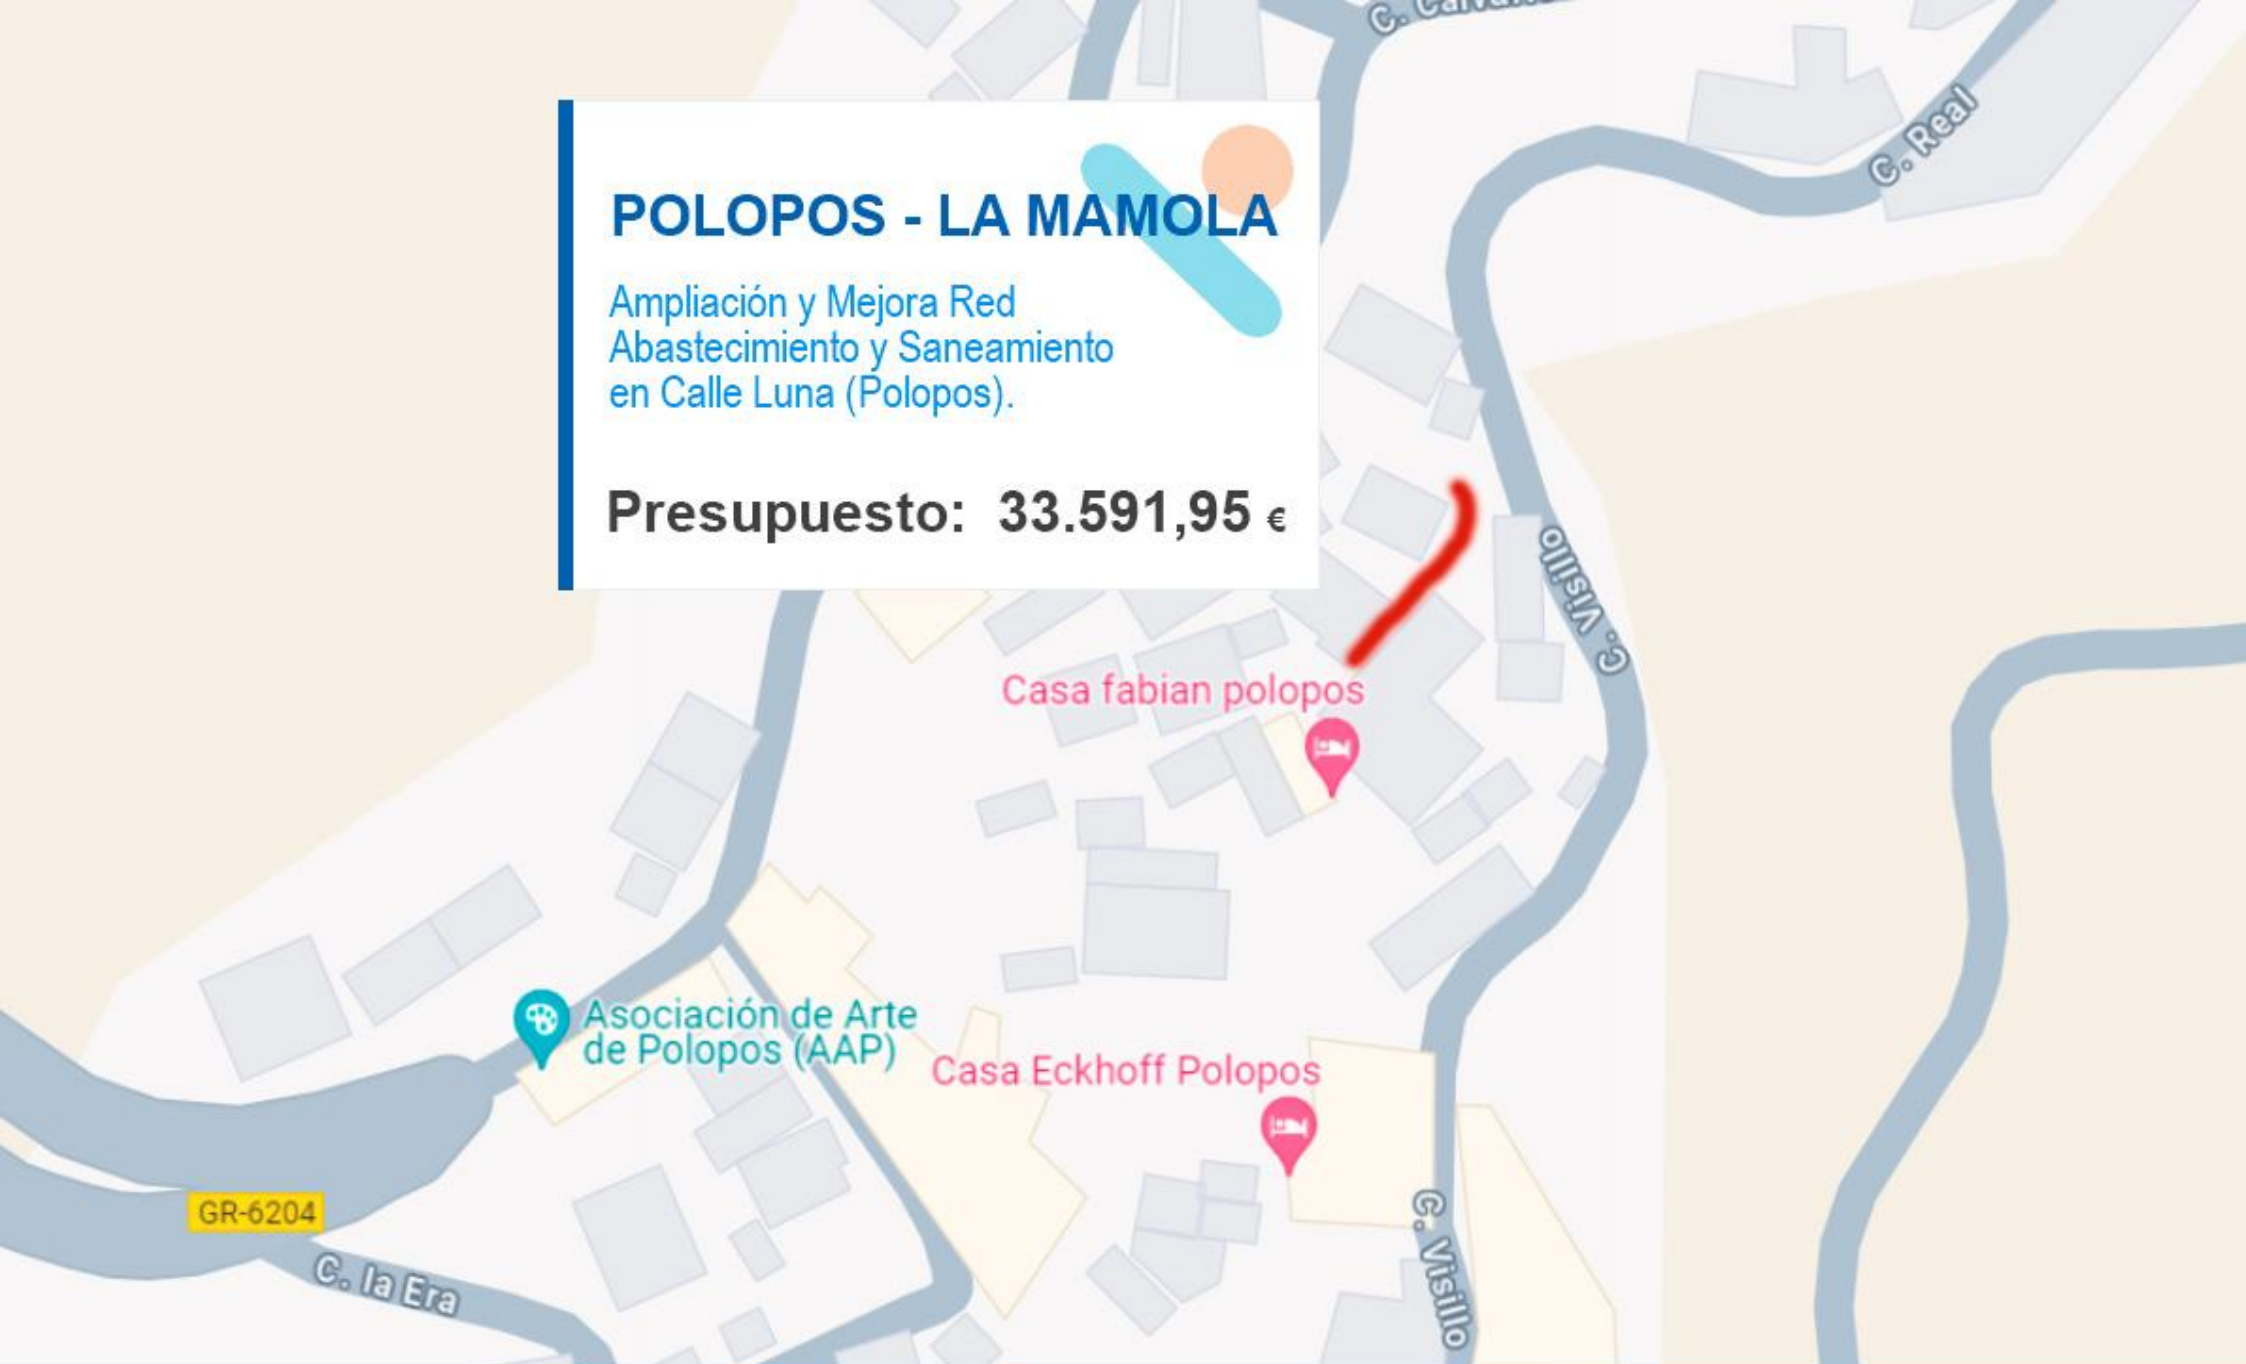 C. Real
POLOPOS - LA MAMOLA
Ampliación y Mejora Red
Abastecimiento y Saneamiento
en Calle Luna (Polopos).
Presupuesto: 33.591,95 €
C. Visillo
Casa fabian polopos
Asociación de Arte
de Polopos (AAP)
Casa Eckhoff Polopos
GR-6204
C. la Era
C. Visillo